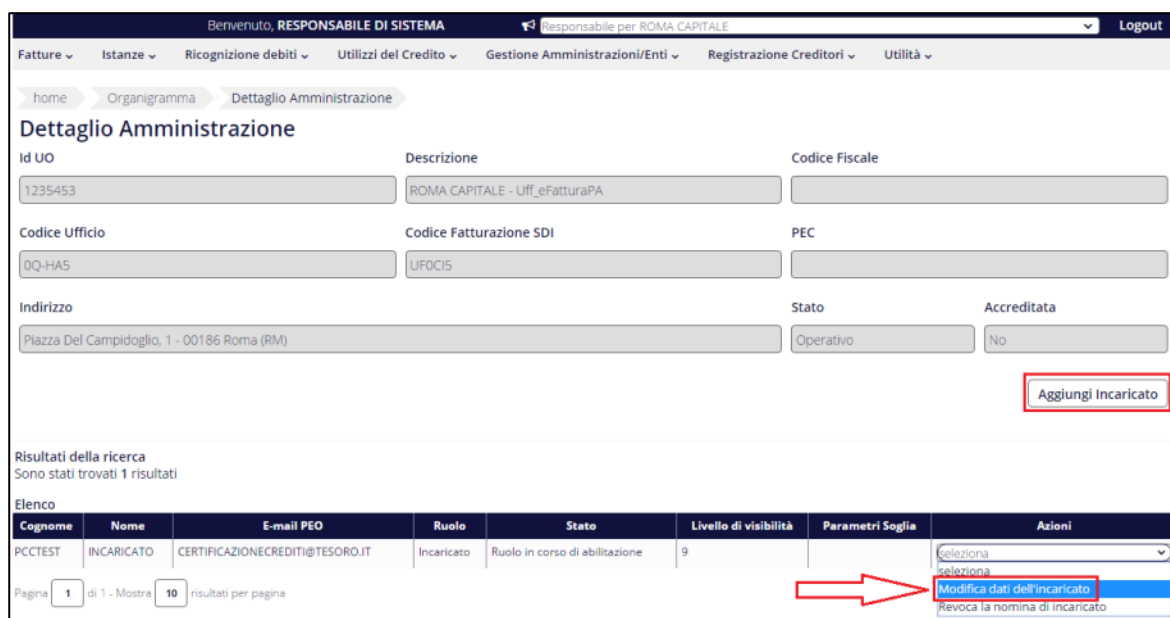 Benvenuto, RESPONSABILE DI SISTEMA Responsabile per ROMA CAPITALE Logout
Fatture Istanze Ricognizione debiti Utilizzi del Credito Gestione Amministrazioni/Enti Registrazione Creditori Utilità
home Organigramma Dettaglio Amministrazione
Dettaglio Amministrazione
Id UO Descrizione Codice Fiscale
1235453 ROMA CAPITALE - Uff_eFatturaPA
Codice Ufficio Codice Fatturazione SDI PEC
0Q-HA5 UF0CI5
Indirizzo Stato Accreditata
Piazza Del Campidoglio, 1 - 00186 Roma (RM) Operativo No
Aggiungi Incaricato
Risultati della ricerca
Sono stati trovati 1 risultati
Elenco
Cognome Nome E-mail PEO Ruolo Stato Livello di visibilità Parametri Soglia Azioni
PCCTEST INCARICATO CERTIFICAZIONECREDITI@TESORO.IT Incaricato Ruolo in corso di abilitazione 9 seleziona
seleziona
Pagina 1 di 1 - Mostra 10 risultati per pagina Modifica dati dell'incaricato
Revoca la nomina di incaricato